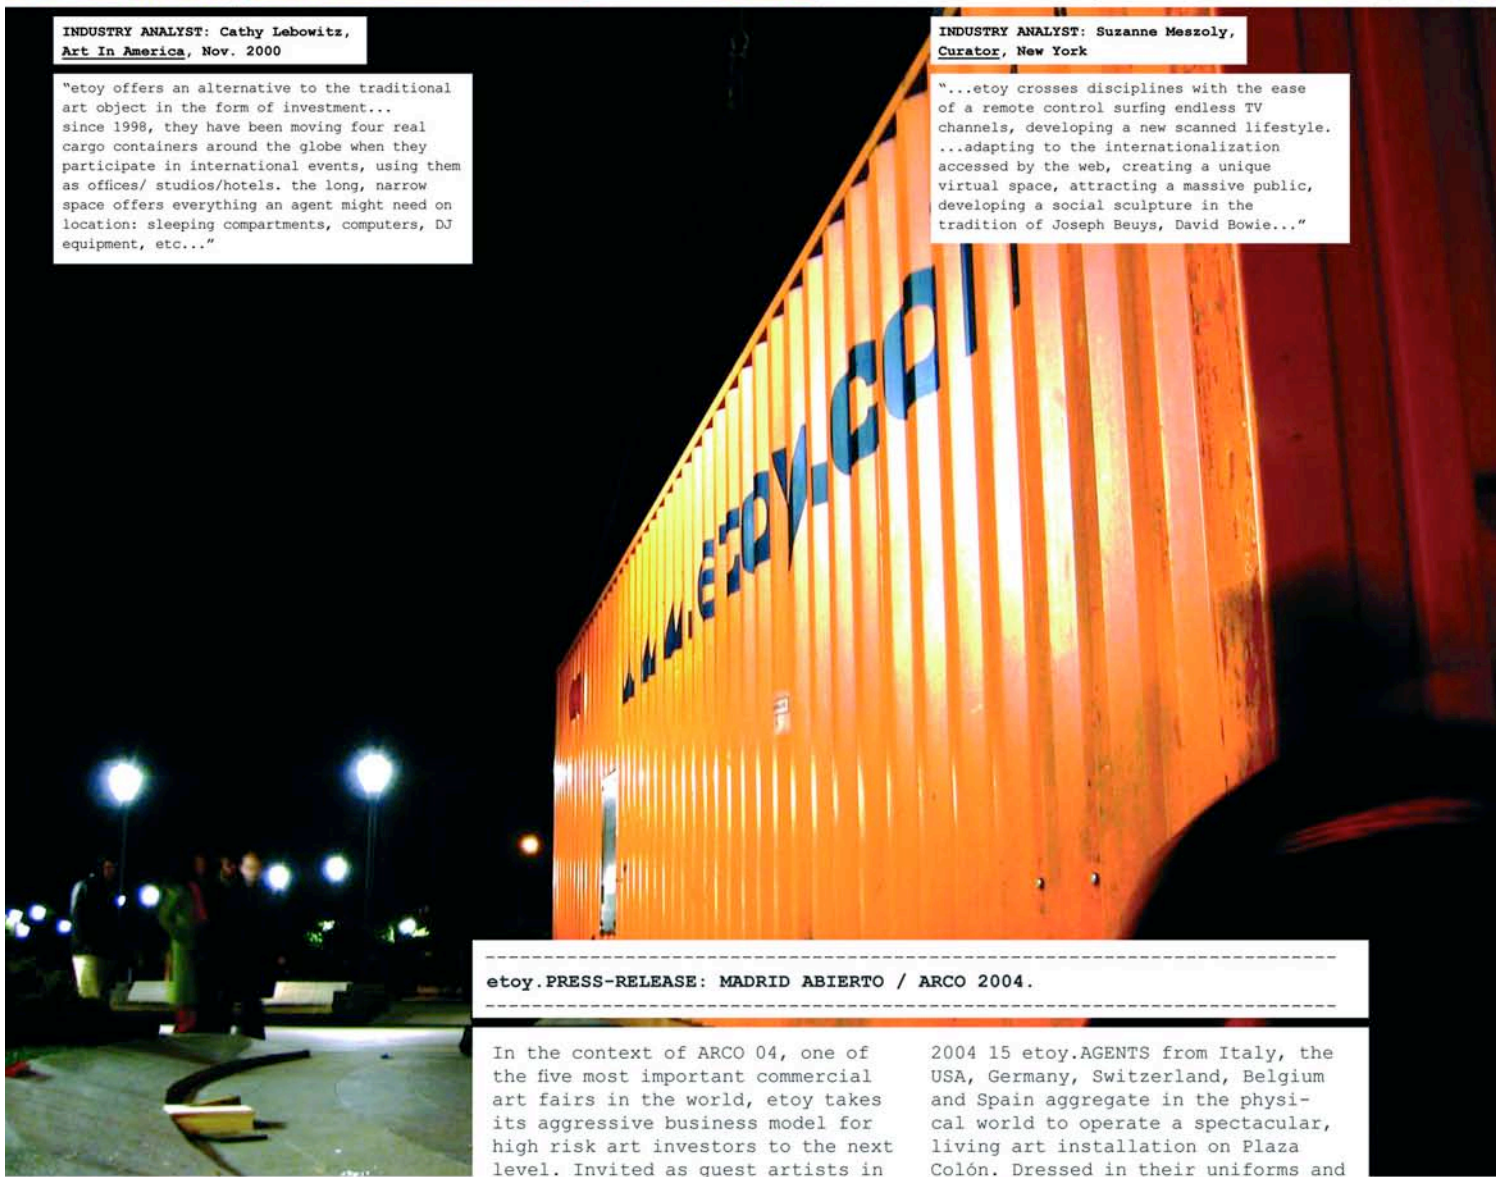 INDUSTRY ANALYST: Cathy Lebowitz,
Art In America, Nov. 2000
"etoy offers an alternative to the traditional
art object in the form of investment...
since 1998, they have been moving four real
cargo containers around the globe when they
participate in international events, using them
as offices/ studios/hotels. the long, narrow
space offers everything an agent might need on
location: sleeping compartments, computers, DJ
equipment, etc..."
INDUSTRY ANALYST: Suzanne Meszoly,
Curator, New York
"...etoy crosses disciplines with the ease
of a remote control surfing endless TV
channels, developing a new scanned lifestyle.
...adapting to the internationalization
accessed by the web, creating a unique
virtual space, attracting a massive public,
developing a social sculpture in the
tradition of Joseph Beuys, David Bowie..."
www.etoy.com
etoy.PRESS-RELEASE: MADRID ABIERTO / ARCO 2004.
In the context of ARCO 04, one of
the five most important commercial
art fairs in the world, etoy takes
its aggressive business model for
high risk art investors to the next
level. Invited as guest artists in
2004 15 etoy.AGENTS from Italy, the
USA, Germany, Switzerland, Belgium
and Spain aggregate in the physi-
cal world to operate a spectacular,
living art installation on Plaza
Colón. Dressed in their uniforms and